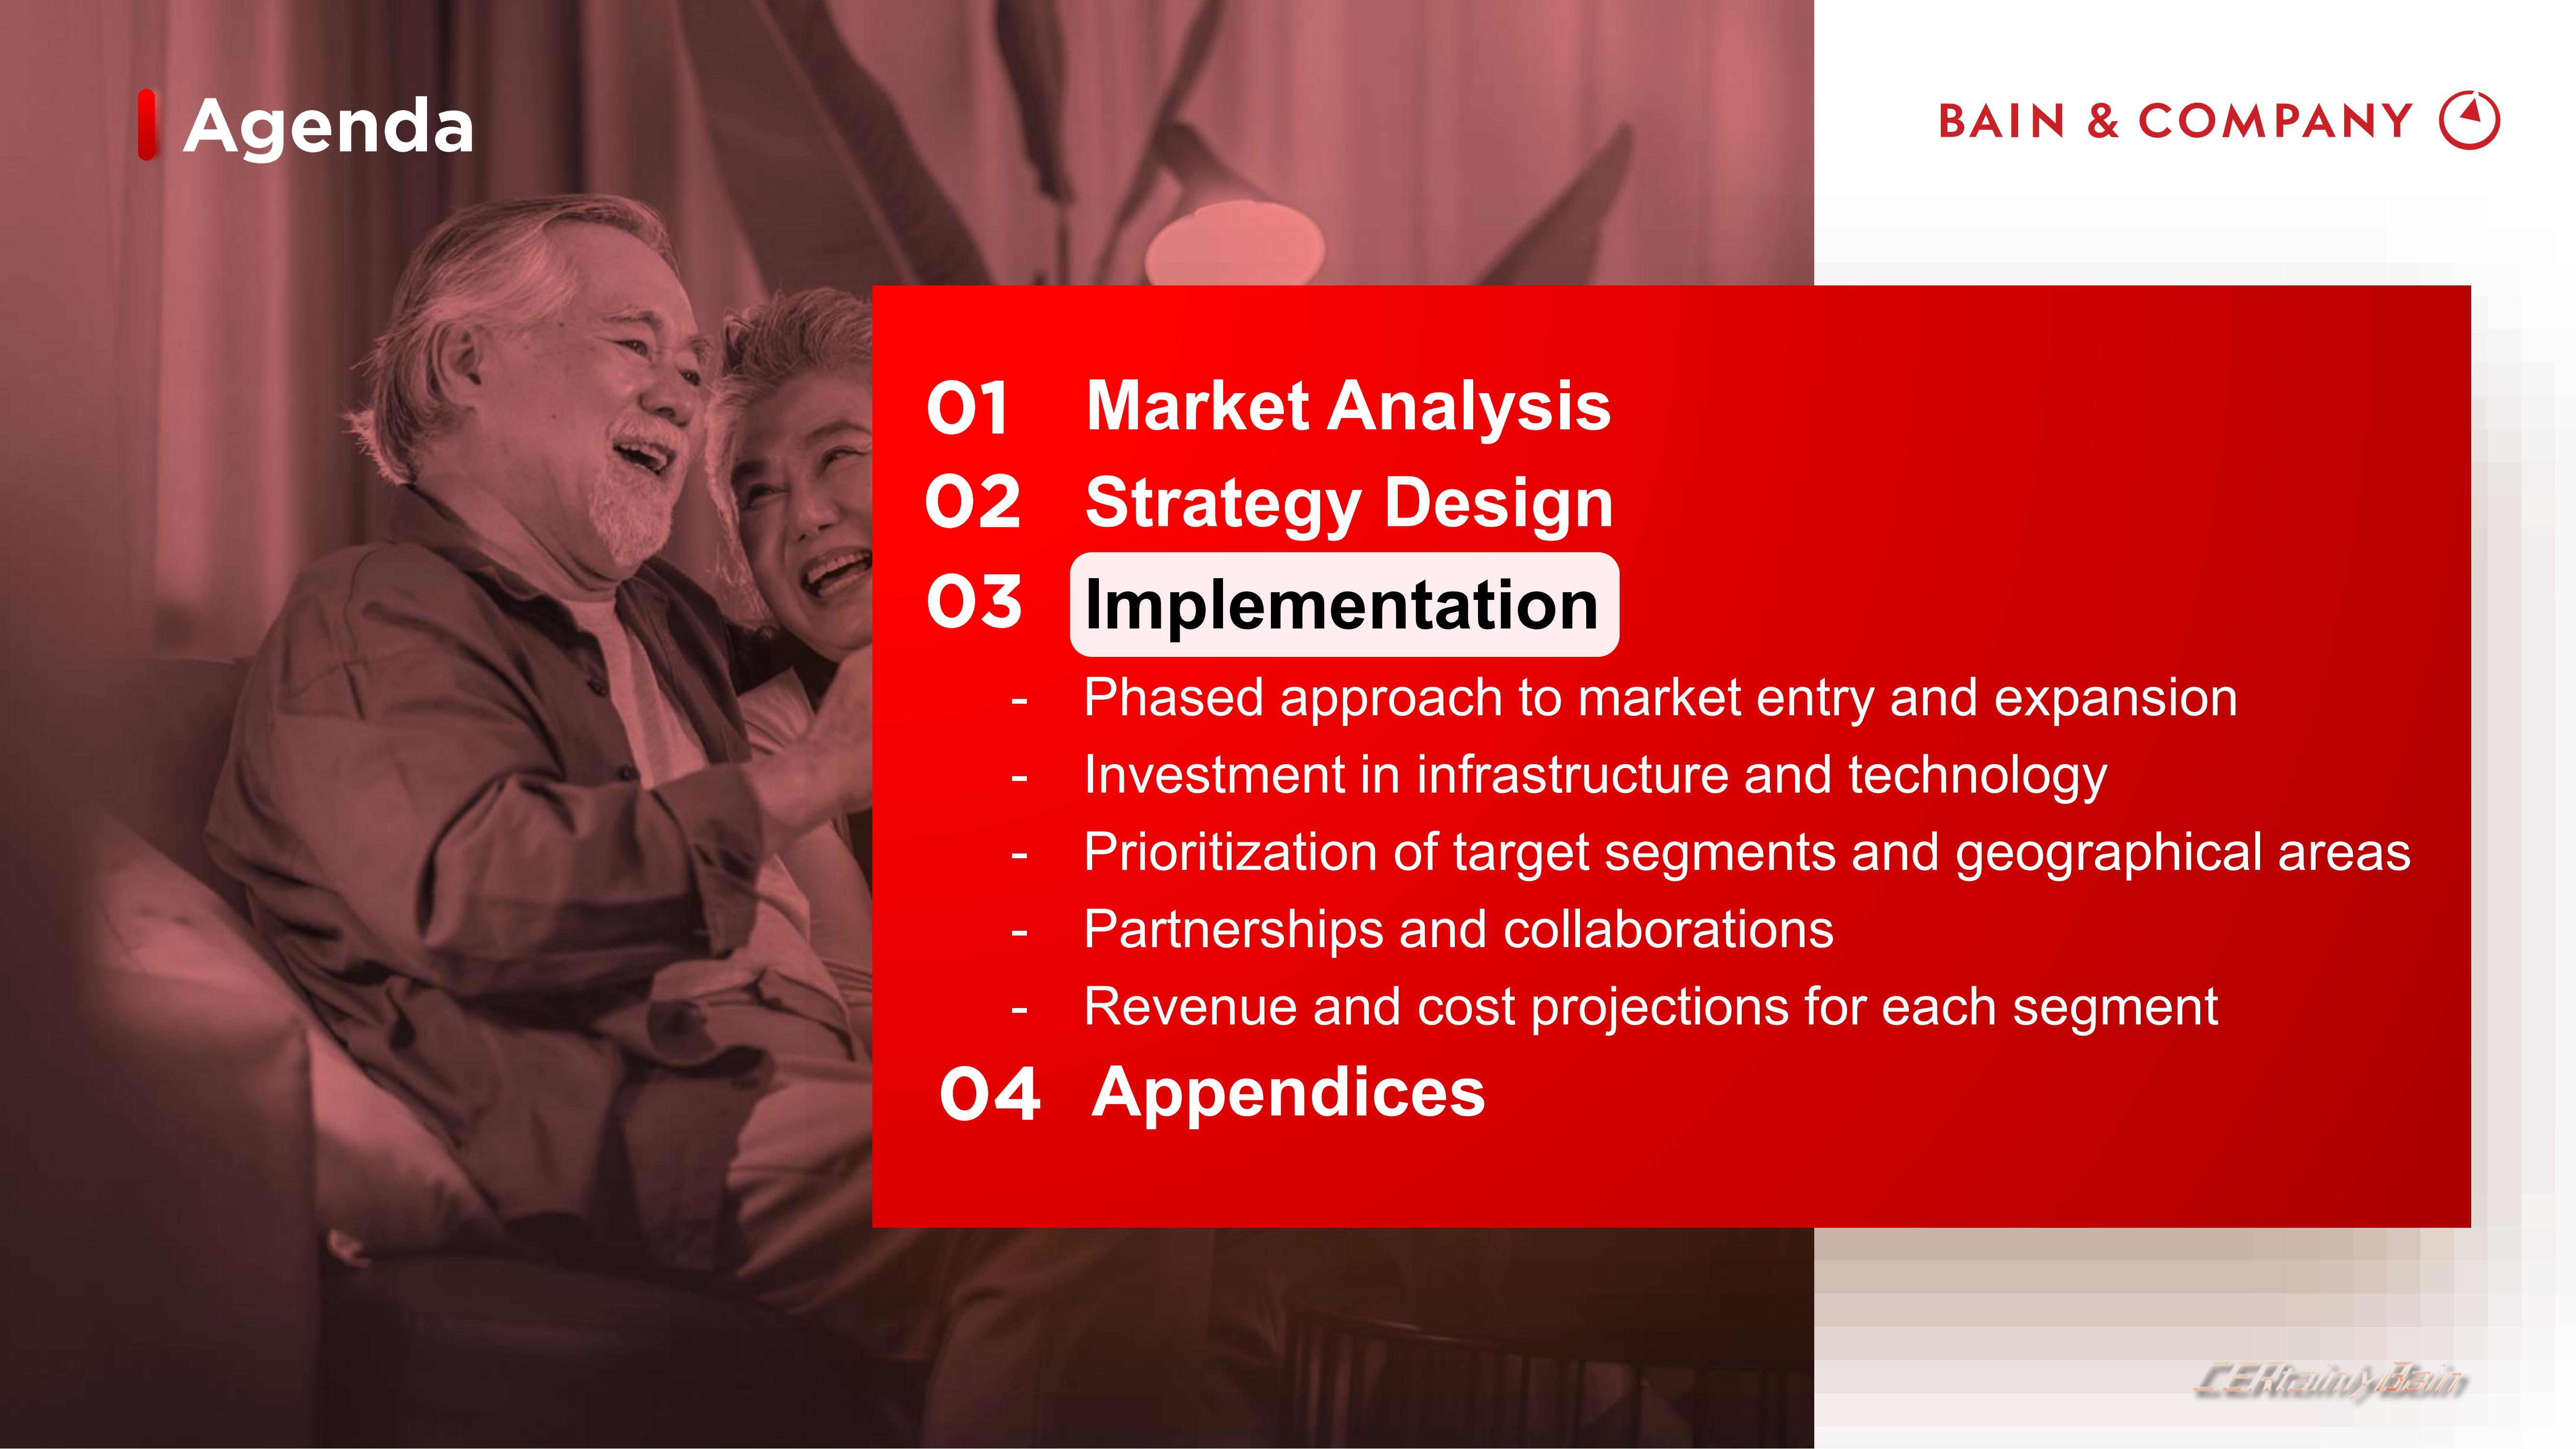 Agenda
BAIN & COMPANY
01 Market Analysis
02 Strategy Design
03 Implementation
- Phased approach to market entry and expansion
- Investment in infrastructure and technology
- Prioritization of target segments and geographical areas
- Partnerships and collaborations
- Revenue and cost projections for each segment
04 Appendices